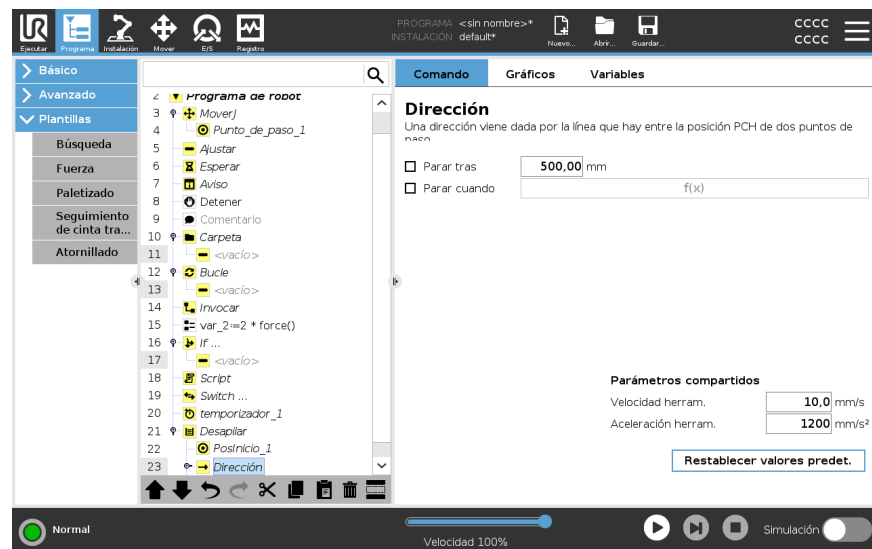 UR
PROGRAMA <sin nombre>*
INSTALACIÓN default*
CCCC
CCCC
Ejecutar Programa Instalación Mover E/S Registro Nuevo... Abrir... Guardar...
Básico
Avanzado
Plantillas
Búsqueda
Fuerza
Paletizado
Seguimiento
de cinta tra...
Atornillado
2 Programa de robot
3 MoverJ
4 Punto_de_paso_1
5 Ajustar
6 Esperar
7 Aviso
8 Detener
9 Comentario
10 Carpeta
11 <vacío>
12 Bucle
13 <vacío>
14 Invocar
15 var_2:=2 * force()
16 If ...
17 <vacío>
18 Script
19 Switch ...
20 temporizador_1
21 Desapilar
22 PosInicio_1
23 Dirección
Comando Gráficos Variables
Dirección
Una dirección viene dada por la línea que hay entre la posición PCH de dos puntos de
paso
Parar tras 500,00 mm
Parar cuando f(x)
Parámetros compartidos
Velocidad herram. 10,0 mm/s
Aceleración herram. 1200 mm/s²
Restablecer valores predet.
Normal
Velocidad 100%
Simulación